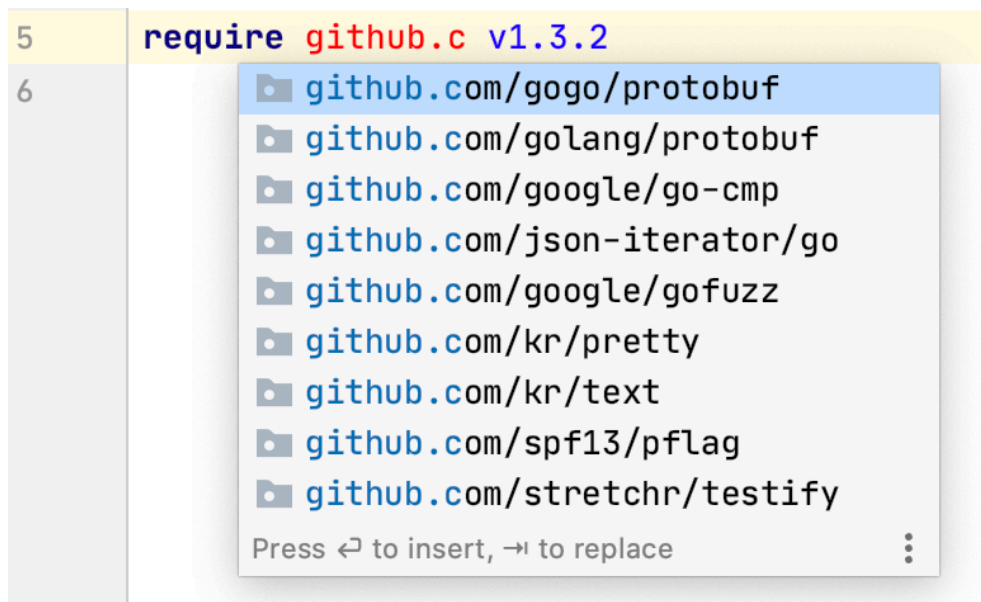 5 require github.c v1.3.2
6
github.com/gogo/protobuf
github.com/golang/protobuf
github.com/google/go-cmp
github.com/json-iterator/go
github.com/google/gofuzz
github.com/kr/pretty
github.com/kr/text
github.com/spf13/pflag
github.com/stretchr/testify
Press ↩ to insert, ⇥ to replace